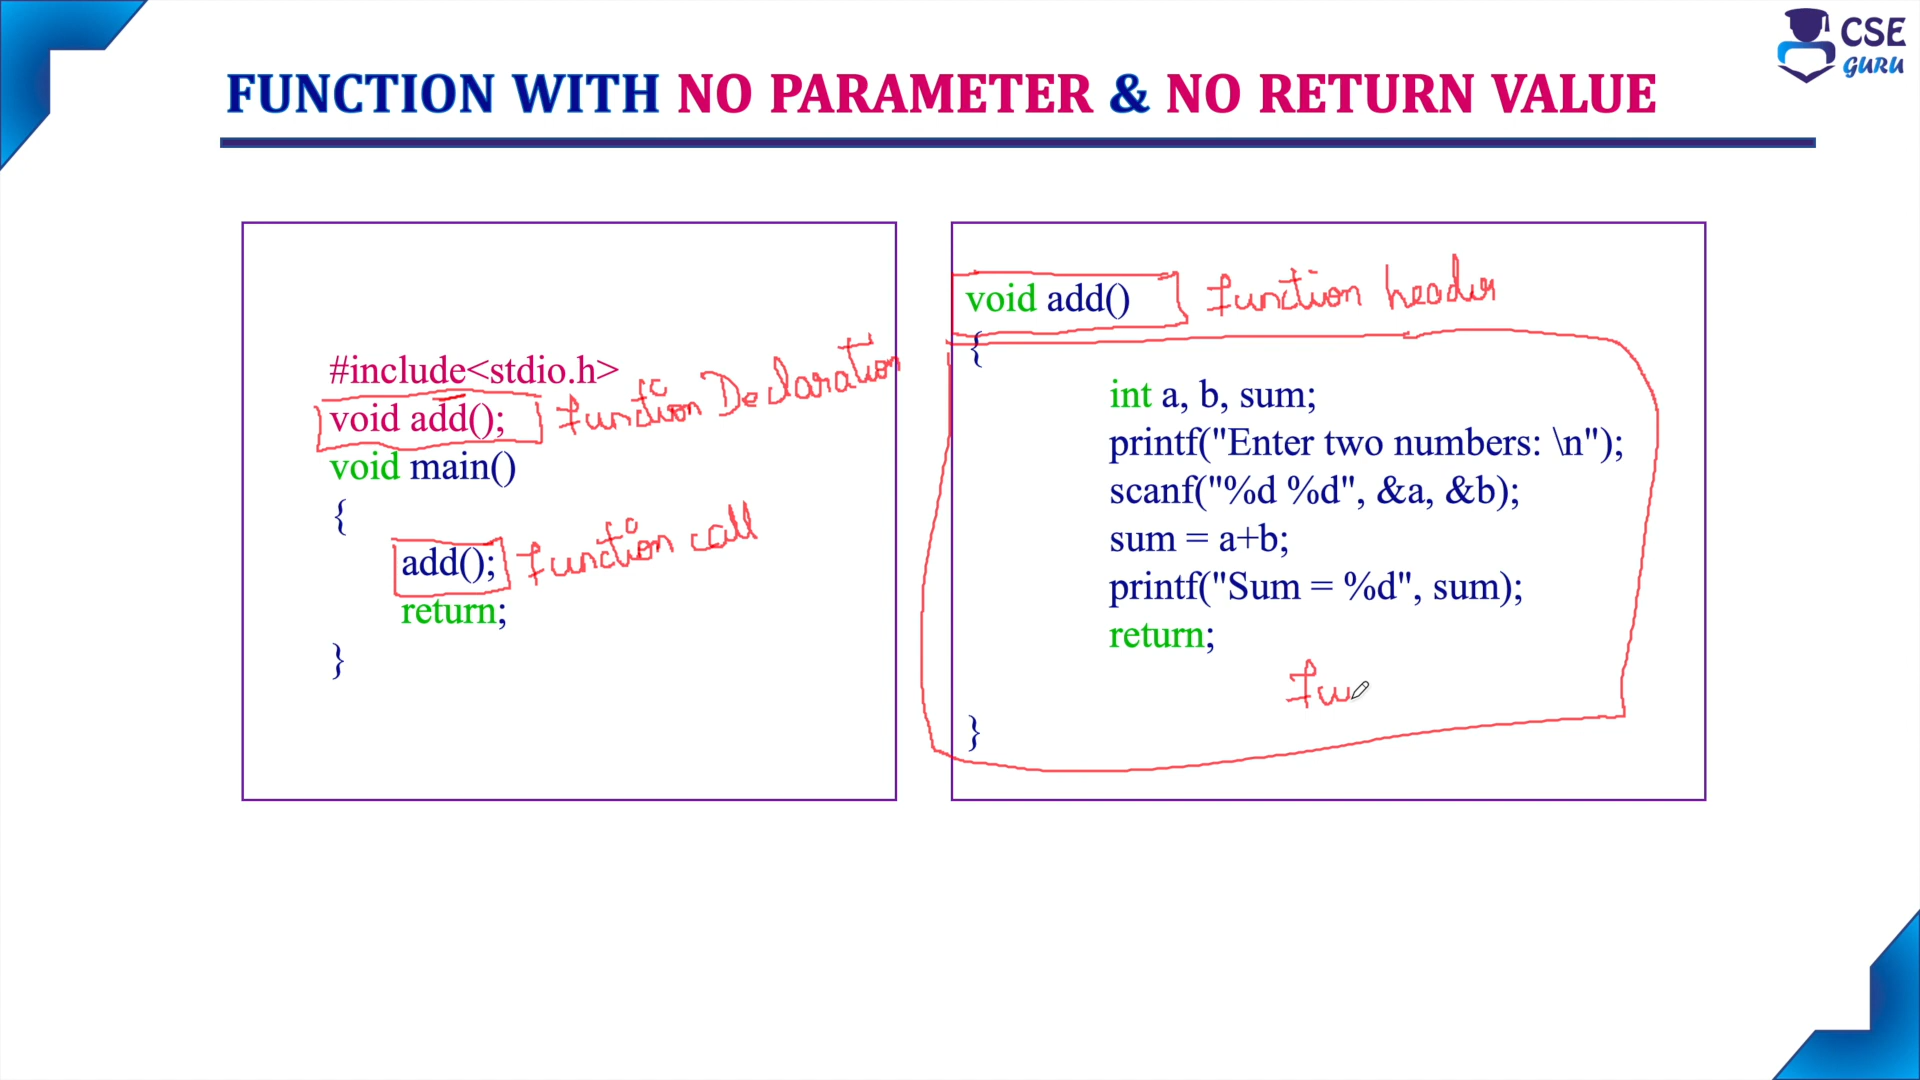 CSE
GURU
FUNCTION WITH NO PARAMETER & NO RETURN VALUE
#include<stdio.h>
void add(); function Declaration
void main()
{
add(); function call
return;
}
void add() function header
{
int a, b, sum;
printf("Enter two numbers: \n");
scanf("%d %d", &a, &b);
sum = a+b;
printf("Sum = %d", sum);
return;
}